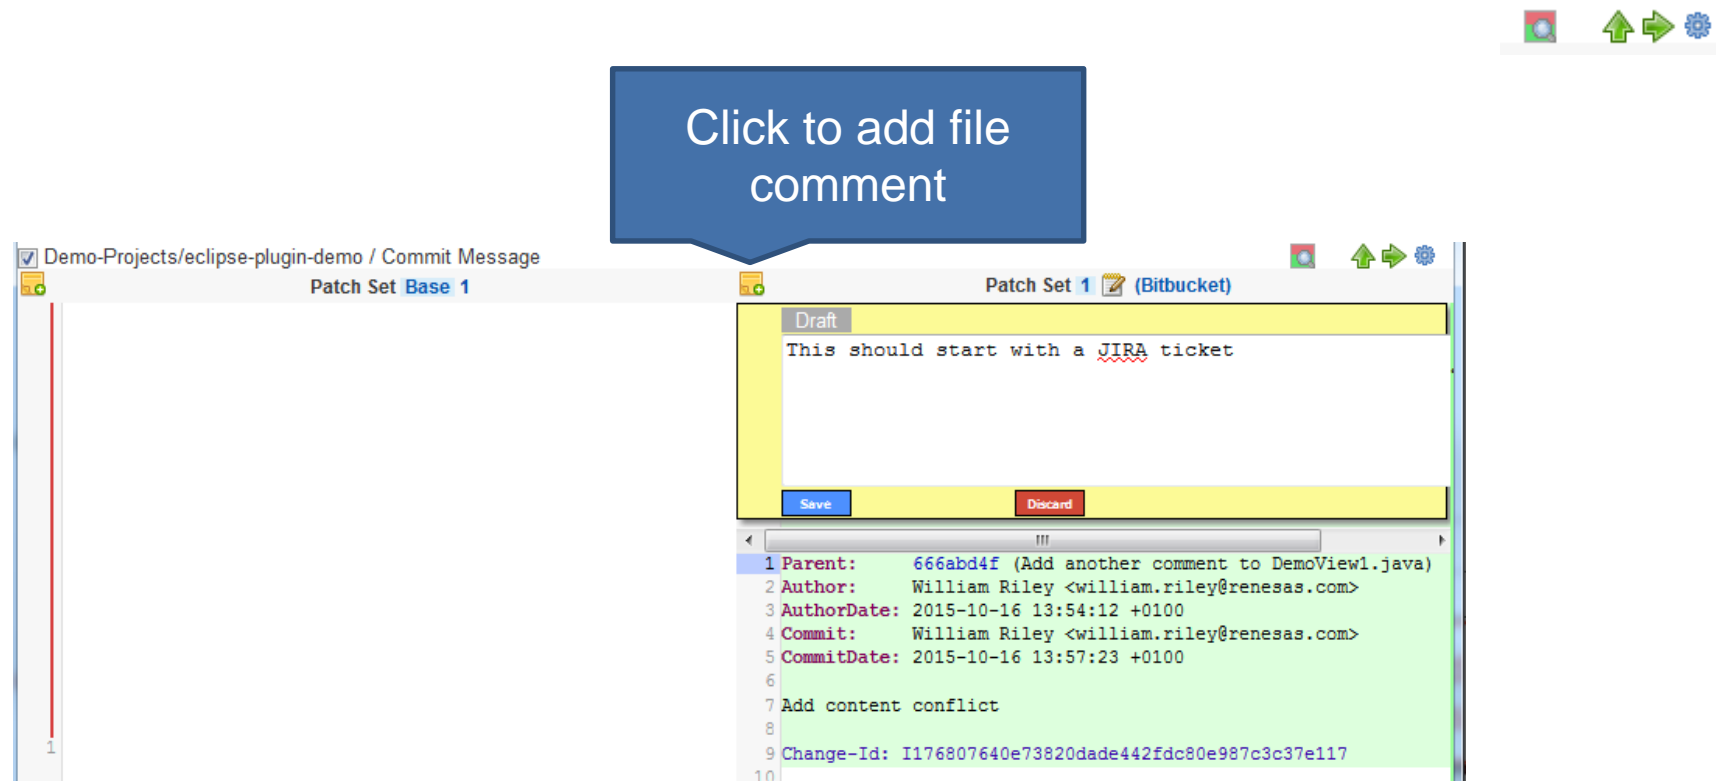 Click to add file
comment
Demo-Projects/eclipse-plugin-demo / Commit Message
Patch Set Base 1
Patch Set 1 (Bitbucket)
Draft
This should start with a JIRA ticket
Save Discard
1 Parent: 666abd4f (Add another comment to DemoView1.java)
2 Author: William Riley <william.riley@renesas.com>
3 AuthorDate: 2015-10-16 13:54:12 +0100
4 Commit: William Riley <william.riley@renesas.com>
5 CommitDate: 2015-10-16 13:57:23 +0100
6
7 Add content conflict
8
1
9 Change-Id: I176807640e73820dade442fdc80e987c3c37e117
10